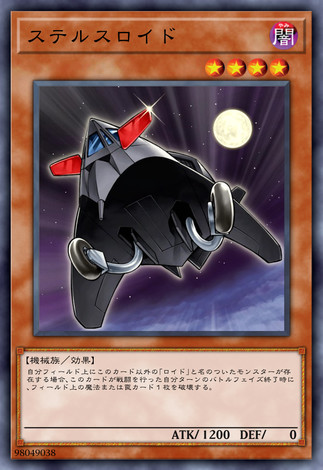 ステルスロイド
やみ
闇
【機械族／効果】
自分フィールド上にこのカード以外の「ロイド」と名のついたモンスターが存
在する場合、このカードが戦闘を行った自分ターンのバトルフェイズ終了時に、
フィールド上の魔法または罠カード１枚を破壊する。
ATK/ 1200 DEF/ 0
98049038